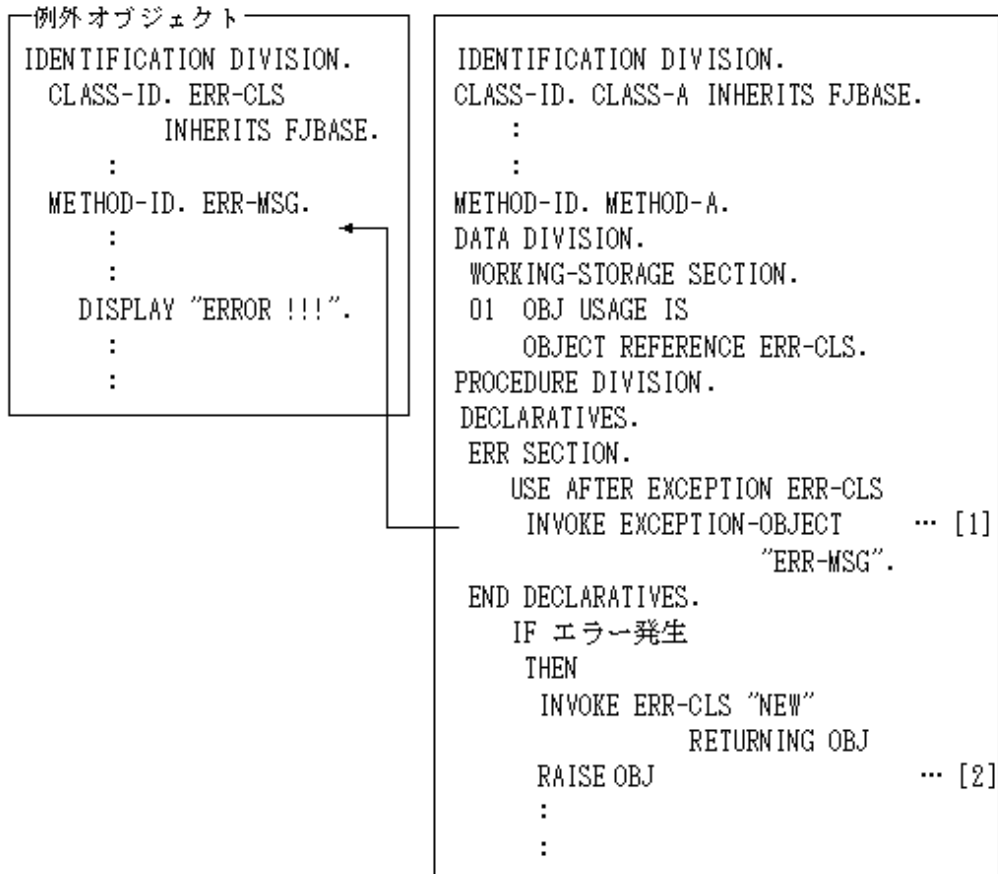 例外オブジェクト
IDENTIFICATION DIVISION.
CLASS-ID. ERR-CLS
INHERITS FJBASE.
:
METHOD-ID. ERR-MSG.
:
:
DISPLAY "ERROR !!!".
:
:
IDENTIFICATION DIVISION.
CLASS-ID. CLASS-A INHERITS FJBASE.
:
:
METHOD-ID. METHOD-A.
DATA DIVISION.
WORKING-STORAGE SECTION.
01 OBJ USAGE IS
OBJECT REFERENCE ERR-CLS.
PROCEDURE DIVISION.
DECLARATIVES.
ERR SECTION.
USE AFTER EXCEPTION ERR-CLS
INVOKE EXCEPTION-OBJECT … [1]
"ERR-MSG".
END DECLARATIVES.
IF エラー発生
THEN
INVOKE ERR-CLS "NEW"
RETURNING OBJ
RAISE OBJ … [2]
:
: